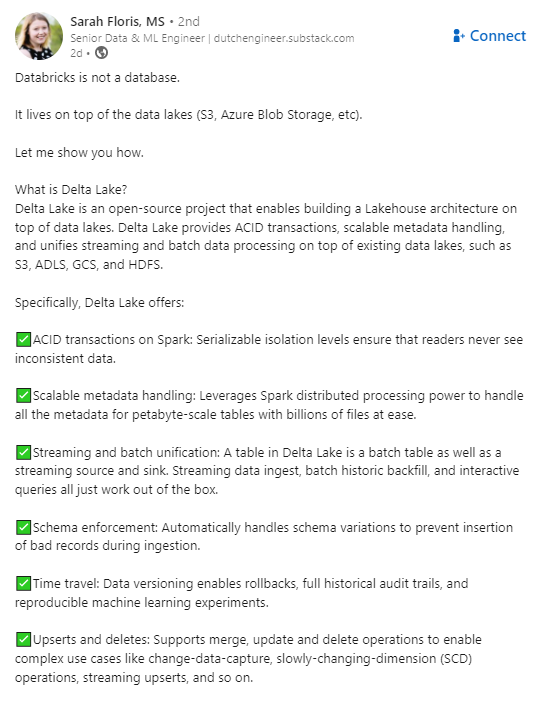 Sarah Floris, MS • 2nd
Senior Data & ML Engineer | dutchengineer.substack.com
2d •
Connect
Databricks is not a database.
It lives on top of the data lakes (S3, Azure Blob Storage, etc).
Let me show you how.
What is Delta Lake?
Delta Lake is an open-source project that enables building a Lakehouse architecture on
top of data lakes. Delta Lake provides ACID transactions, scalable metadata handling,
and unifies streaming and batch data processing on top of existing data lakes, such as
S3, ADLS, GCS, and HDFS.
Specifically, Delta Lake offers:
✅ACID transactions on Spark: Serializable isolation levels ensure that readers never see
inconsistent data.
✅Scalable metadata handling: Leverages Spark distributed processing power to handle
all the metadata for petabyte-scale tables with billions of files at ease.
✅Streaming and batch unification: A table in Delta Lake is a batch table as well as a
streaming source and sink. Streaming data ingest, batch historic backfill, and interactive
queries all just work out of the box.
✅Schema enforcement: Automatically handles schema variations to prevent insertion
of bad records during ingestion.
✅Time travel: Data versioning enables rollbacks, full historical audit trails, and
reproducible machine learning experiments.
✅Upserts and deletes: Supports merge, update and delete operations to enable
complex use cases like change-data-capture, slowly-changing-dimension (SCD)
operations, streaming upserts, and so on.